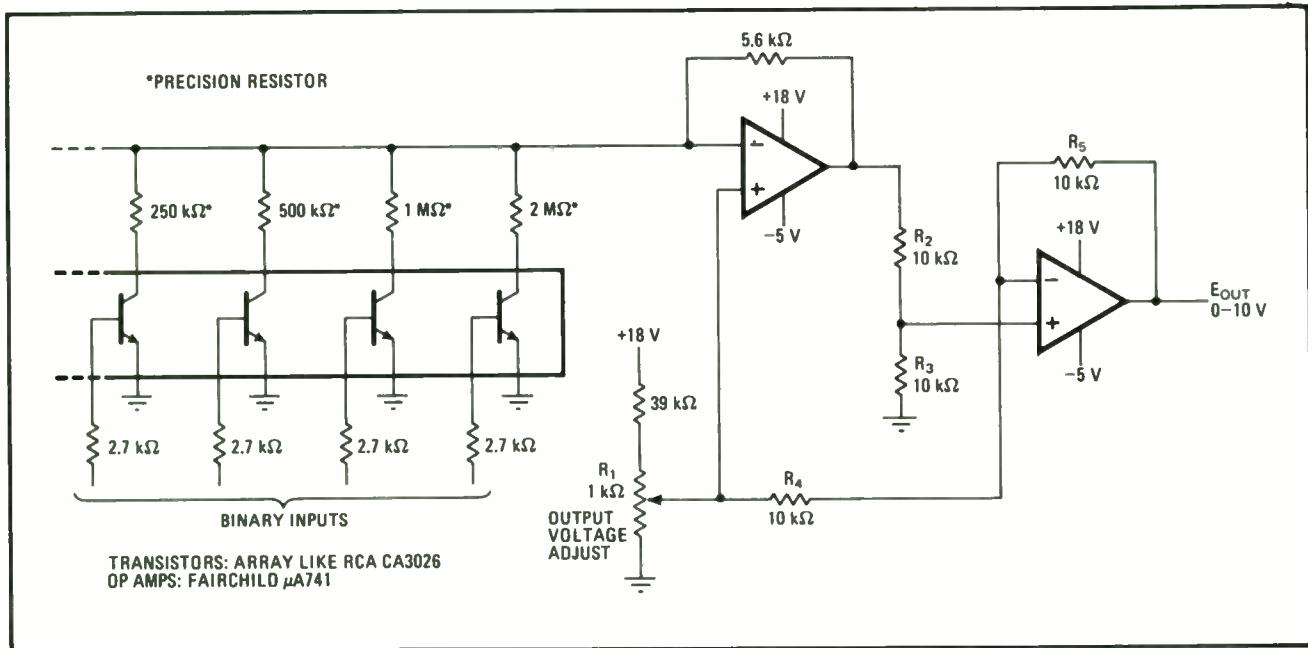 *PRECISION RESISTOR
5.6 kΩ
+18 V
−
+
−5 V
250 kΩ*
500 kΩ*
1 MΩ*
2 MΩ*
R5
10 kΩ
+18 V
−
+
−5 V
EOUT
0–10 V
R2
10 kΩ
R3
10 kΩ
+18 V
39 kΩ
R1
1 kΩ
OUTPUT
VOLTAGE
ADJUST
R4
10 kΩ
2.7 kΩ
2.7 kΩ
2.7 kΩ
2.7 kΩ
BINARY INPUTS
TRANSISTORS: ARRAY LIKE RCA CA3026
OP AMPS: FAIRCHILD μA741